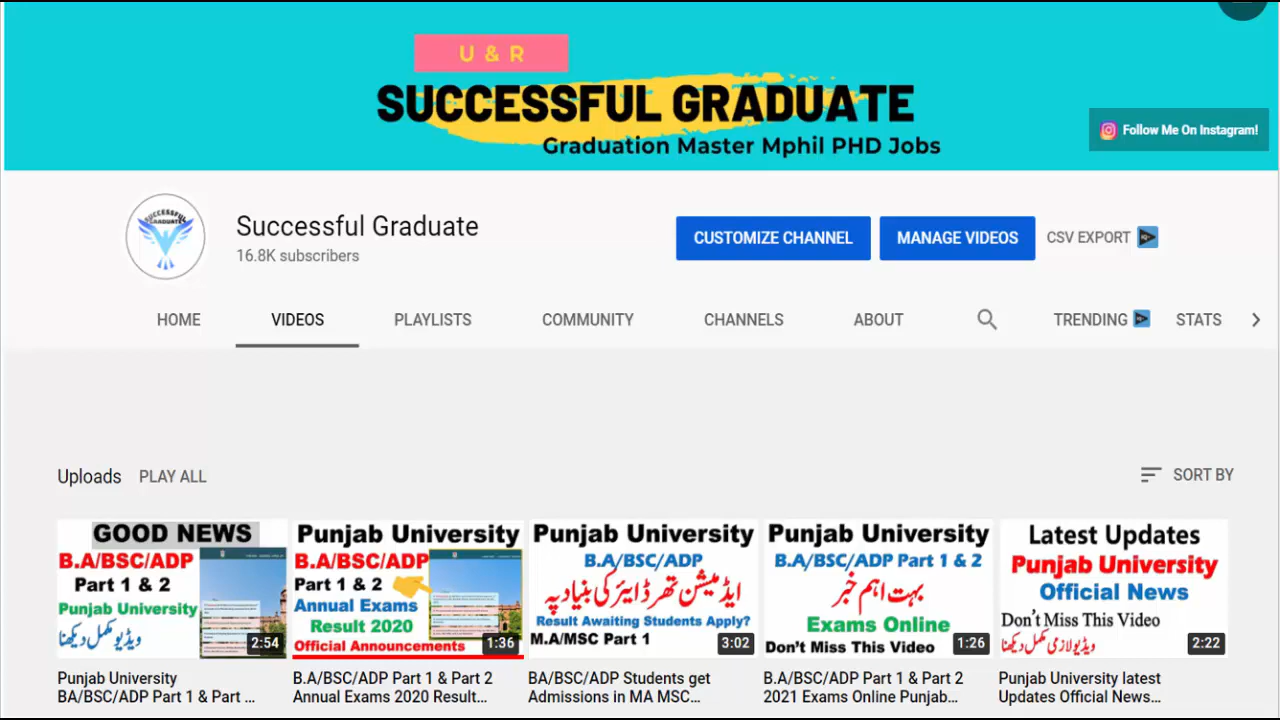 U & R
SUCCESSFUL GRADUATE
Graduation Master Mphil PHD Jobs
Follow Me On Instagram!
SUCCESSFUL
GRADUATE
Successful Graduate
16.8K subscribers
CUSTOMIZE CHANNEL
MANAGE VIDEOS
CSV EXPORT
HOME
VIDEOS
PLAYLISTS
COMMUNITY
CHANNELS
ABOUT
TRENDING
STATS
Uploads
PLAY ALL
SORT BY
GOOD NEWS
B.A/BSC/ADP
Part 1 & 2
Punjab University
ویڈیو مکمل دیکھنا
2:54
Punjab University
BA/BSC/ADP Part 1 & Part ...
Punjab University
B.A/BSC/ADP
Part 1 & 2
Annual Exams
Result 2020
Official Announcements
1:36
B.A/BSC/ADP Part 1 & Part 2
Annual Exams 2020 Result...
Punjab University
B.A/BSC/ADP
ایڈمیشن تھرڈ ایئر کی بنیاد پہ
Result Awaiting Students Apply?
M.A/MSC Part 1
3:02
BA/BSC/ADP Students get
Admissions in MA MSC...
Punjab University
B.A/BSC/ADP Part 1 & 2
بہت اہم خبر
Exams Online
Don't Miss This Video
1:26
B.A/BSC/ADP Part 1 & Part 2
2021 Exams Online Punjab...
Latest Updates
Punjab University
Official News
Don't Miss This Video
ویڈیو لازمی مکمل دیکھنا
2:22
Punjab University latest
Updates Official News...